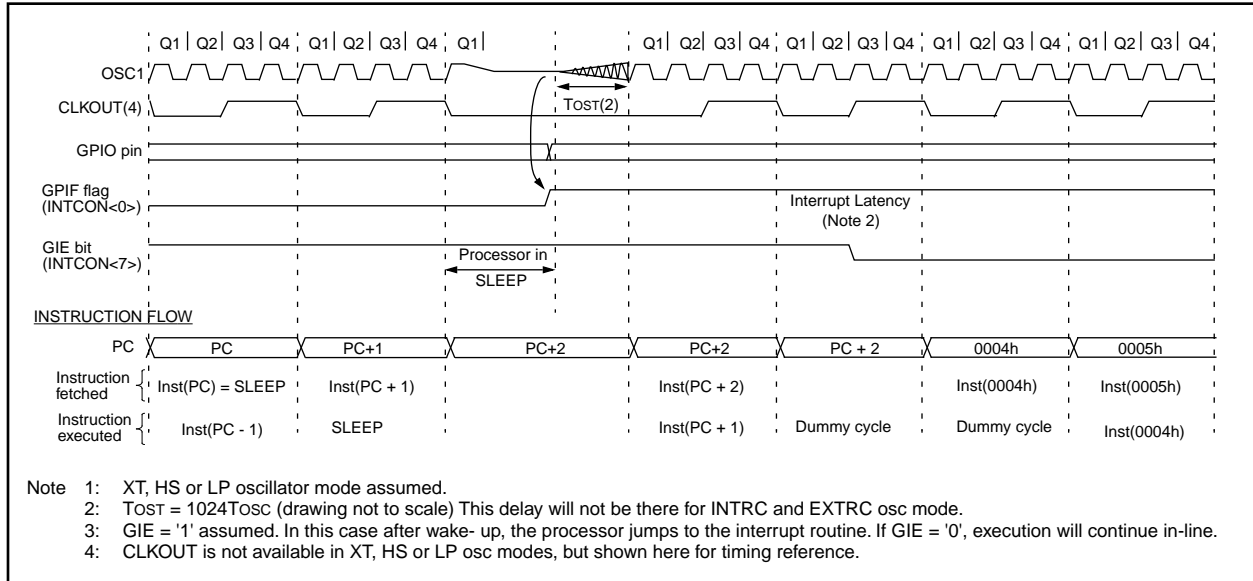 Q1 Q2 Q3 Q4 Q1 Q2 Q3 Q4 Q1 Q1 Q2 Q3 Q4 Q1 Q2 Q3 Q4 Q1 Q2 Q3 Q4 Q1 Q2 Q3 Q4
OSC1
TOST(2)
CLKOUT(4)
GPIO pin
GPIF flag
(INTCON<0>)
Interrupt Latency
(Note 2)
GIE bit
(INTCON<7>)
Processor in
SLEEP
INSTRUCTION FLOW
PC PC PC+1 PC+2 PC+2 PC + 2 0004h 0005h
Instruction
fetched
Inst(PC) = SLEEP Inst(PC + 1) Inst(PC + 2) Inst(0004h) Inst(0005h)
Instruction
executed
Inst(PC - 1) SLEEP Inst(PC + 1) Dummy cycle Dummy cycle Inst(0004h)
Note 1: XT, HS or LP oscillator mode assumed.
2: TOST = 1024TOSC (drawing not to scale) This delay will not be there for INTRC and EXTRC osc mode.
3: GIE = '1' assumed. In this case after wake- up, the processor jumps to the interrupt routine. If GIE = '0', execution will continue in-line.
4: CLKOUT is not available in XT, HS or LP osc modes, but shown here for timing reference.